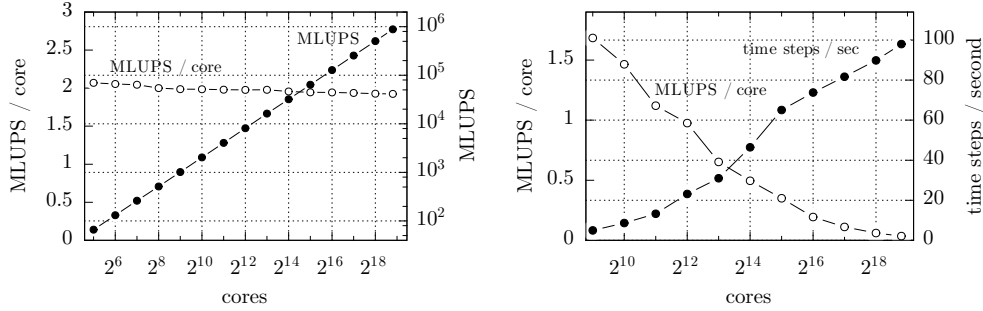 MLUPS / core
3
2.5
2
1.5
1
0.5
0
MLUPS / core
MLUPS
10^6
10^5
10^4
10^3
10^2
MLUPS
2^6 2^8 2^10 2^12 2^14 2^16 2^18
cores
MLUPS / core
1.5
1
0.5
0
time steps / sec
MLUPS / core
100
80
60
40
20
0
time steps / second
2^10 2^12 2^14 2^16 2^18
cores